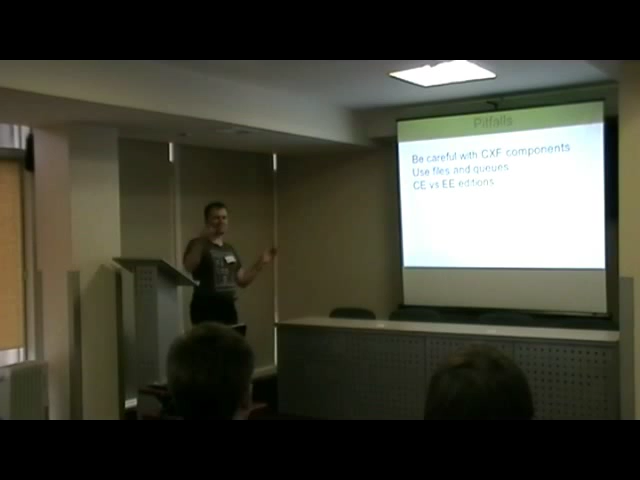 Pitfalls
Be careful with CXF components
Use files and queues
CE vs EE editions